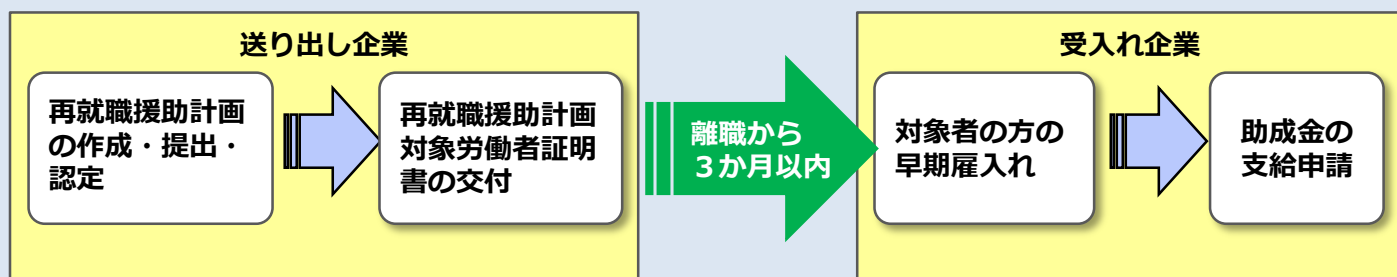 送り出し企業
再就職援助計画
の作成・提出・
認定
再就職援助計画
対象労働者証明
書の交付
離職から
３か月以内
受入れ企業
対象者の方の
早期雇入れ
助成金の
支給申請